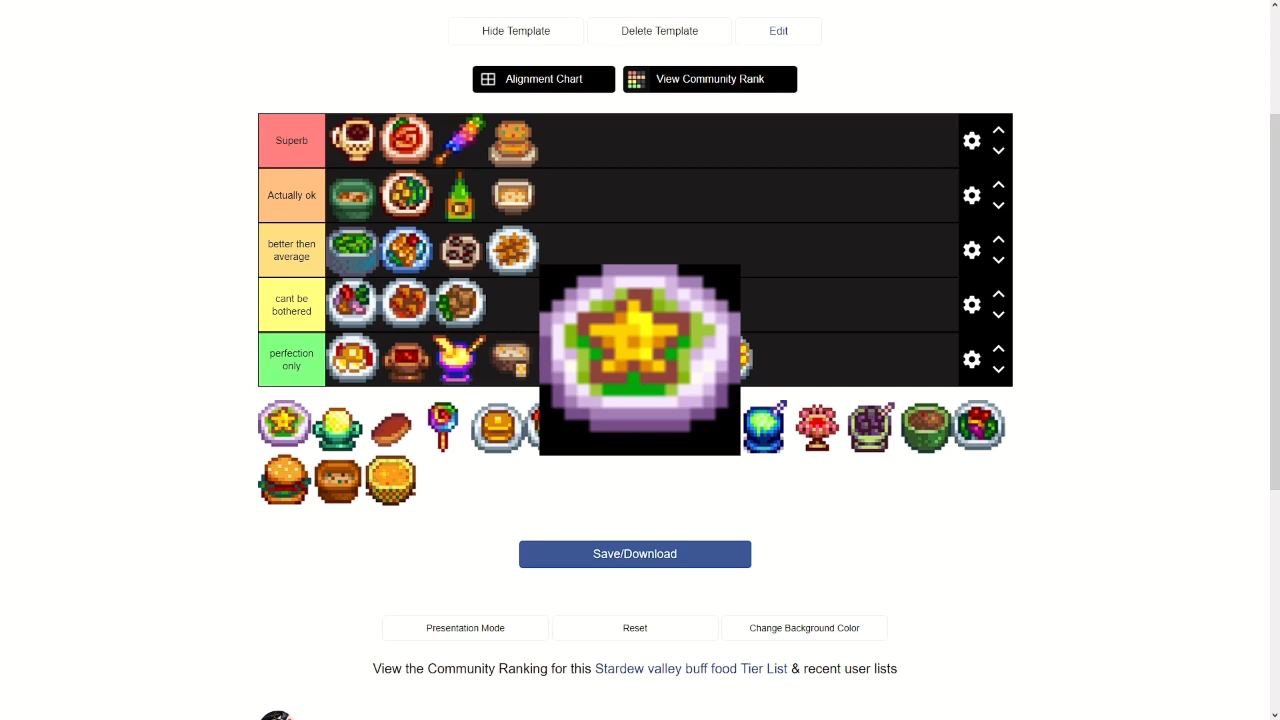 Hide Template
Delete Template
Edit
Alignment Chart
View Community Rank
Superb
Actually ok
better then
average
cant be
bothered
perfection
only
Save/Download
Presentation Mode
Reset
Change Background Color
View the Community Ranking for this Stardew valley buff food Tier List & recent user lists